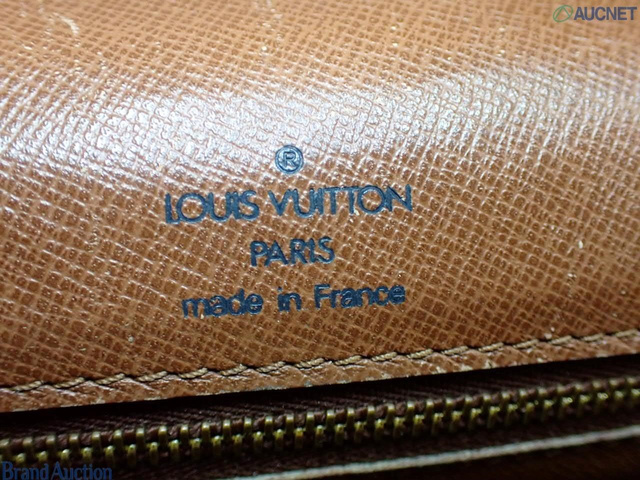 AUCNET
®
LOUIS VUITTON
PARIS
made in France
Brand Auction